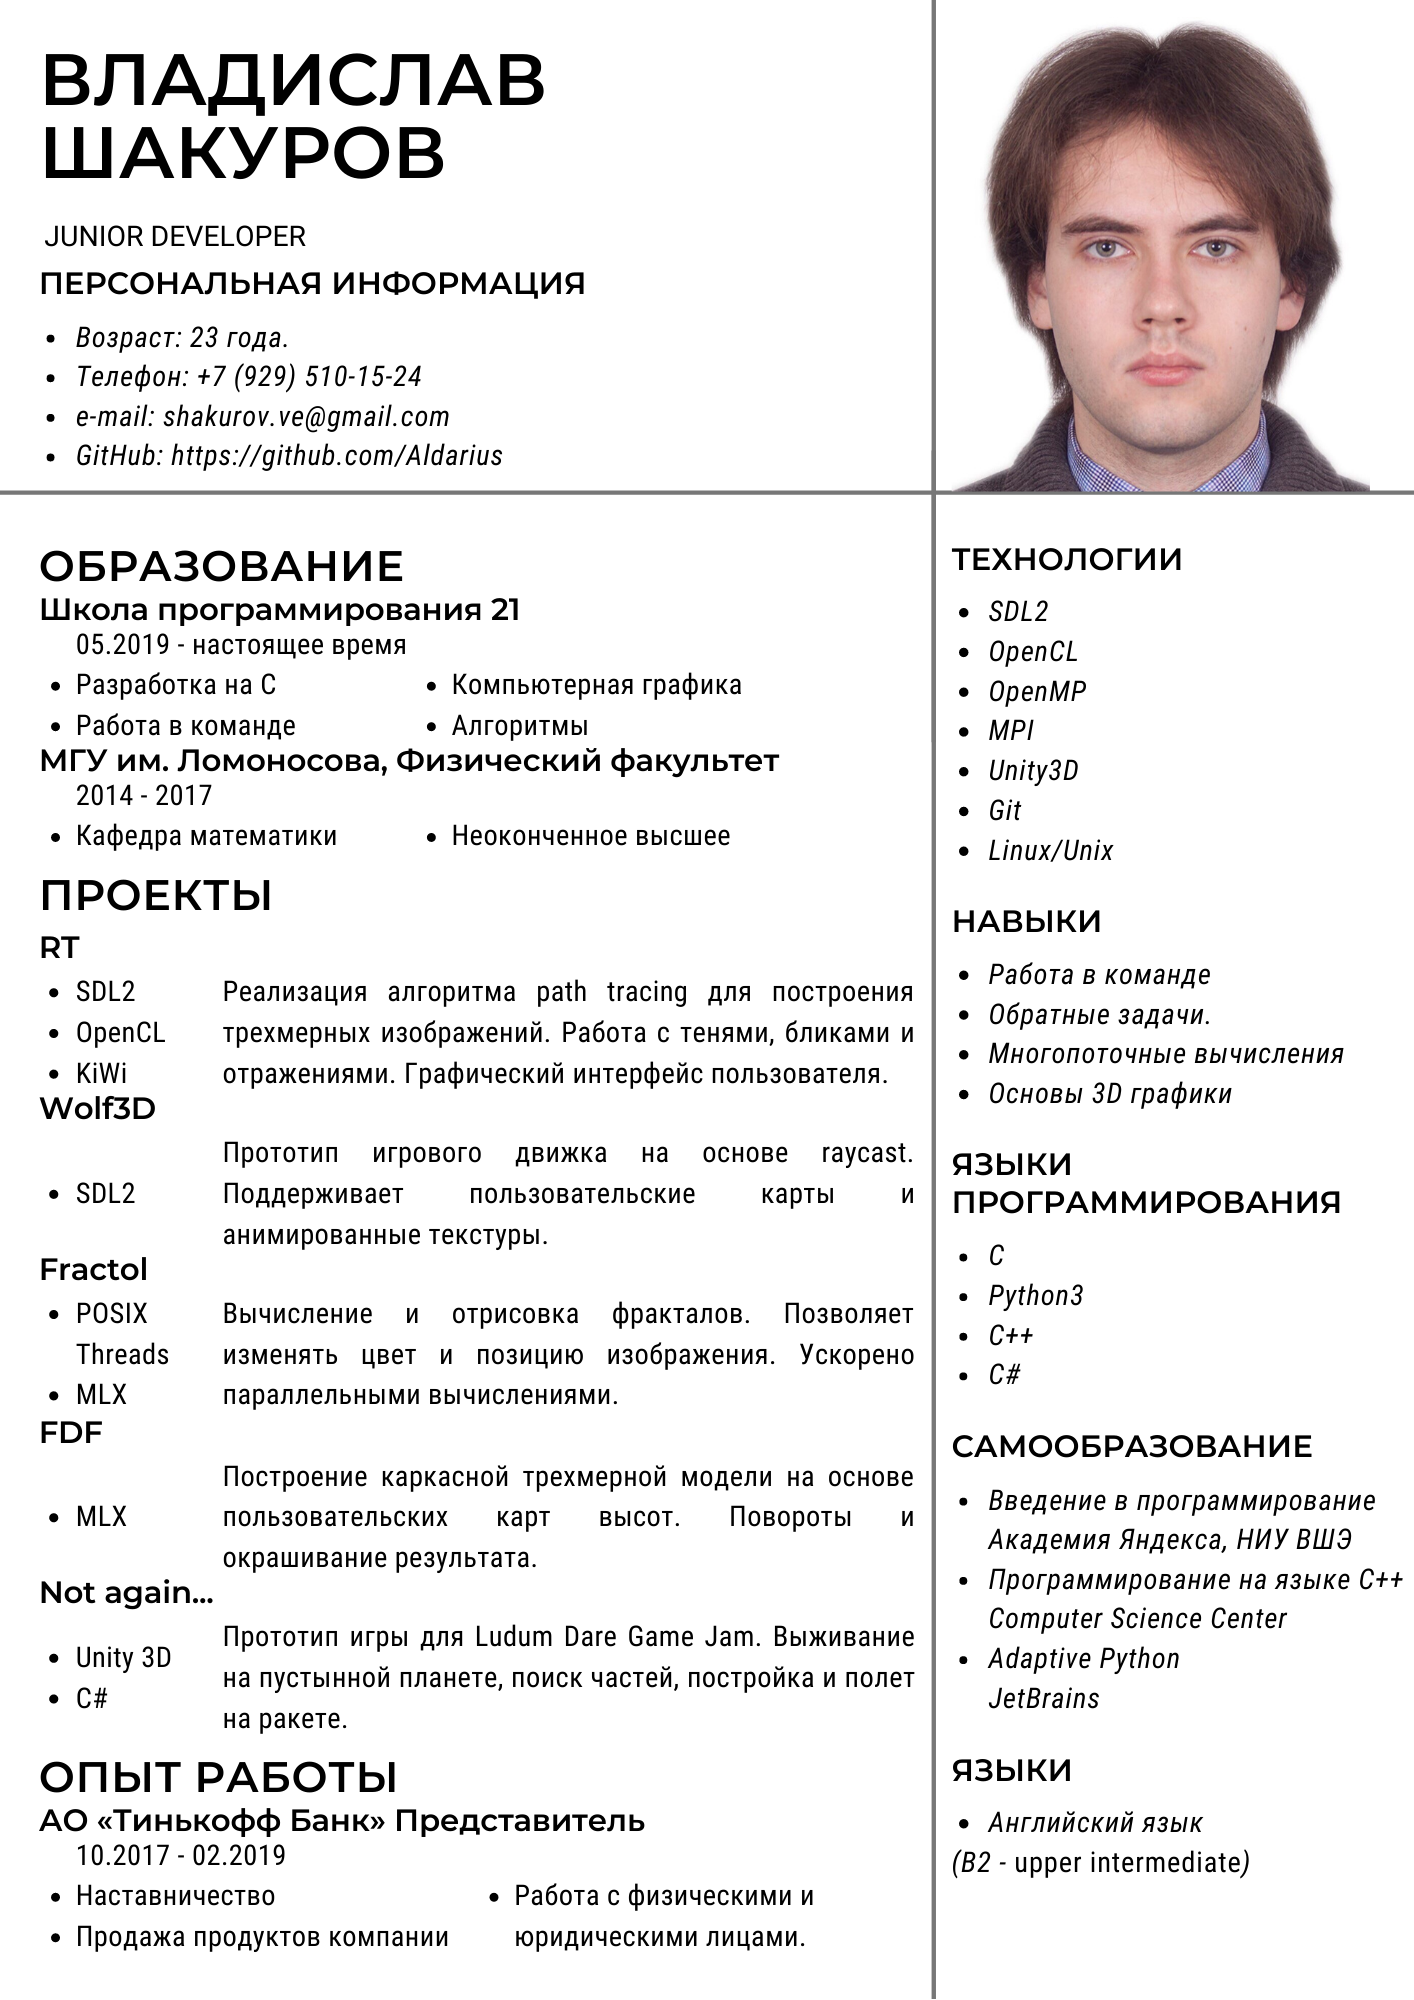 ВЛАДИСЛАВ
ШАКУРОВ
JUNIOR DEVELOPER
ПЕРСОНАЛЬНАЯ ИНФОРМАЦИЯ
Возраст: 23 года.
Телефон: +7 (929) 510-15-24
e-mail: shakurov.ve@gmail.com
GitHub: https://github.com/Aldarius
ОБРАЗОВАНИЕ
Школа программирования 21
05.2019 - настоящее время
Разработка на С
Работа в команде
Компьютерная графика
Алгоритмы
МГУ им. Ломоносова, Физический факультет
2014 - 2017
Кафедра математики
Неоконченное высшее
ПРОЕКТЫ
RT
SDL2
OpenCL
KiWi
Реализация алгоритма path tracing для построения
трехмерных изображений. Работа с тенями, бликами и
отражениями. Графический интерфейс пользователя.
Wolf3D
SDL2
Прототип игрового движка на основе raycast.
Поддерживает пользовательские карты и
анимированные текстуры.
Fractol
POSIX
Threads
MLX
Вычисление и отрисовка фракталов. Позволяет
изменять цвет и позицию изображения. Ускорено
параллельными вычислениями.
FDF
MLX
Построение каркасной трехмерной модели на основе
пользовательских карт высот. Повороты и
окрашивание результата.
Not again...
Unity 3D
C#
Прототип игры для Ludum Dare Game Jam. Выживание
на пустынной планете, поиск частей, постройка и полет
на ракете.
ОПЫТ РАБОТЫ
АО «Тинькофф Банк» Представитель
10.2017 - 02.2019
Наставничество
Продажа продуктов компании
Работа с физическими и
юридическими лицами.
ТЕХНОЛОГИИ
SDL2
OpenCL
OpenMP
MPI
Unity3D
Git
Linux/Unix
НАВЫКИ
Работа в команде
Обратные задачи.
Многопоточные вычисления
Основы 3D графики
ЯЗЫКИ
ПРОГРАММИРОВАНИЯ
C
Python3
C++
C#
САМООБРАЗОВАНИЕ
Введение в программирование
Академия Яндекса, НИУ ВШЭ
Программирование на языке C++
Computer Science Center
Adaptive Python
JetBrains
ЯЗЫКИ
Английский язык
(B2 - upper intermediate)